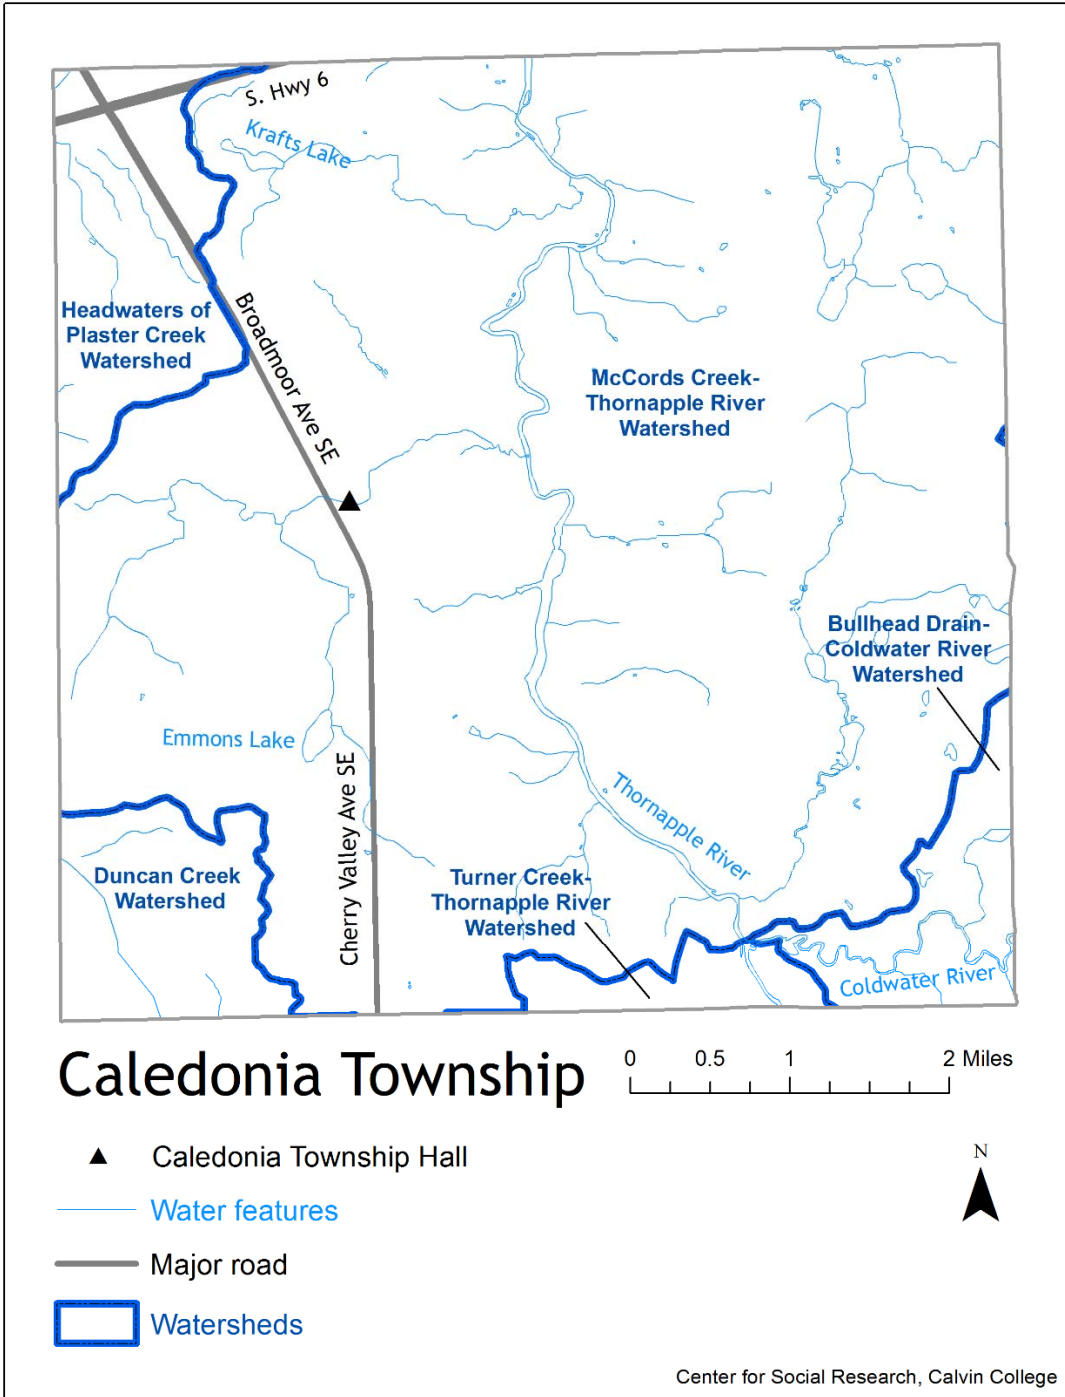 S. Hwy 6
Krafts Lake
Headwaters of
Plaster Creek
Watershed
Broadmoor Ave SE
McCords Creek-
Thornapple River
Watershed
Bullhead Drain-
Coldwater River
Watershed
Emmons Lake
Cherry Valley Ave SE
Thornapple River
Duncan Creek
Watershed
Turner Creek-
Thornapple River
Watershed
Coldwater River
Caledonia Township
0 0.5 1 2 Miles
N
Caledonia Township Hall
Water features
Major road
Watersheds
Center for Social Research, Calvin College